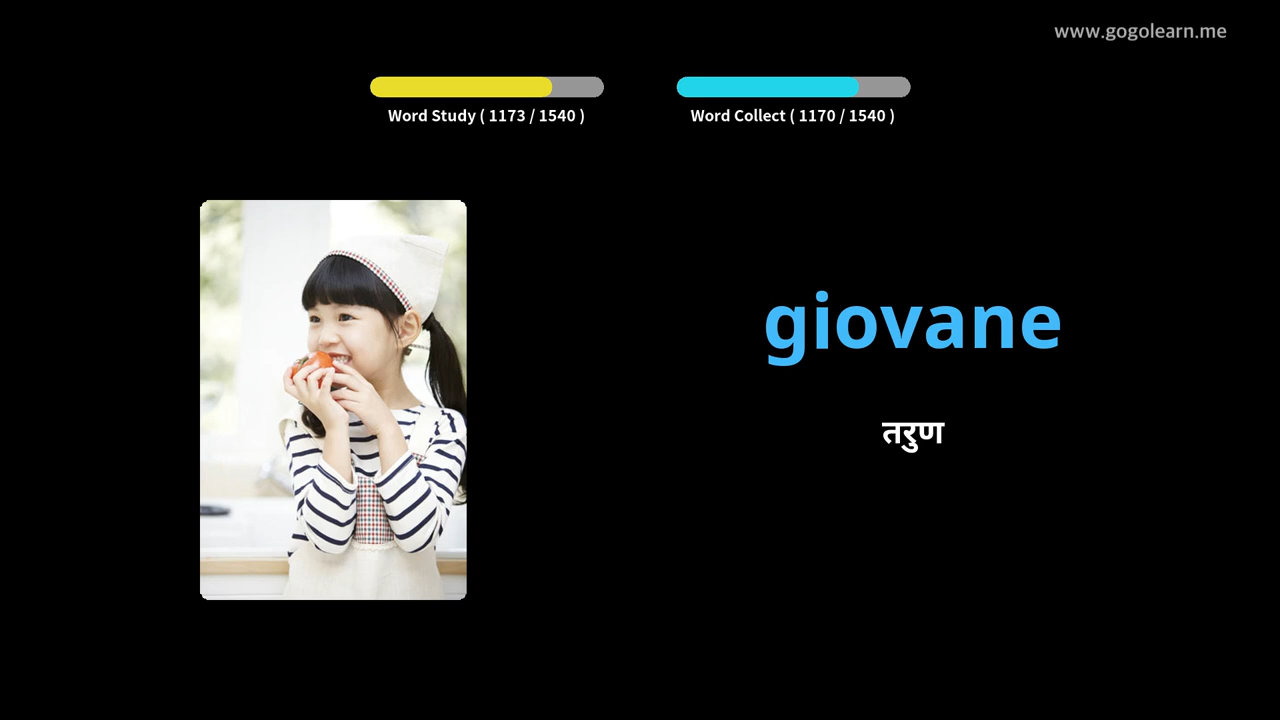 www.gogolearn.me
Word Study ( 1173 / 1540 )
Word Collect ( 1170 / 1540 )
giovane
तरुण